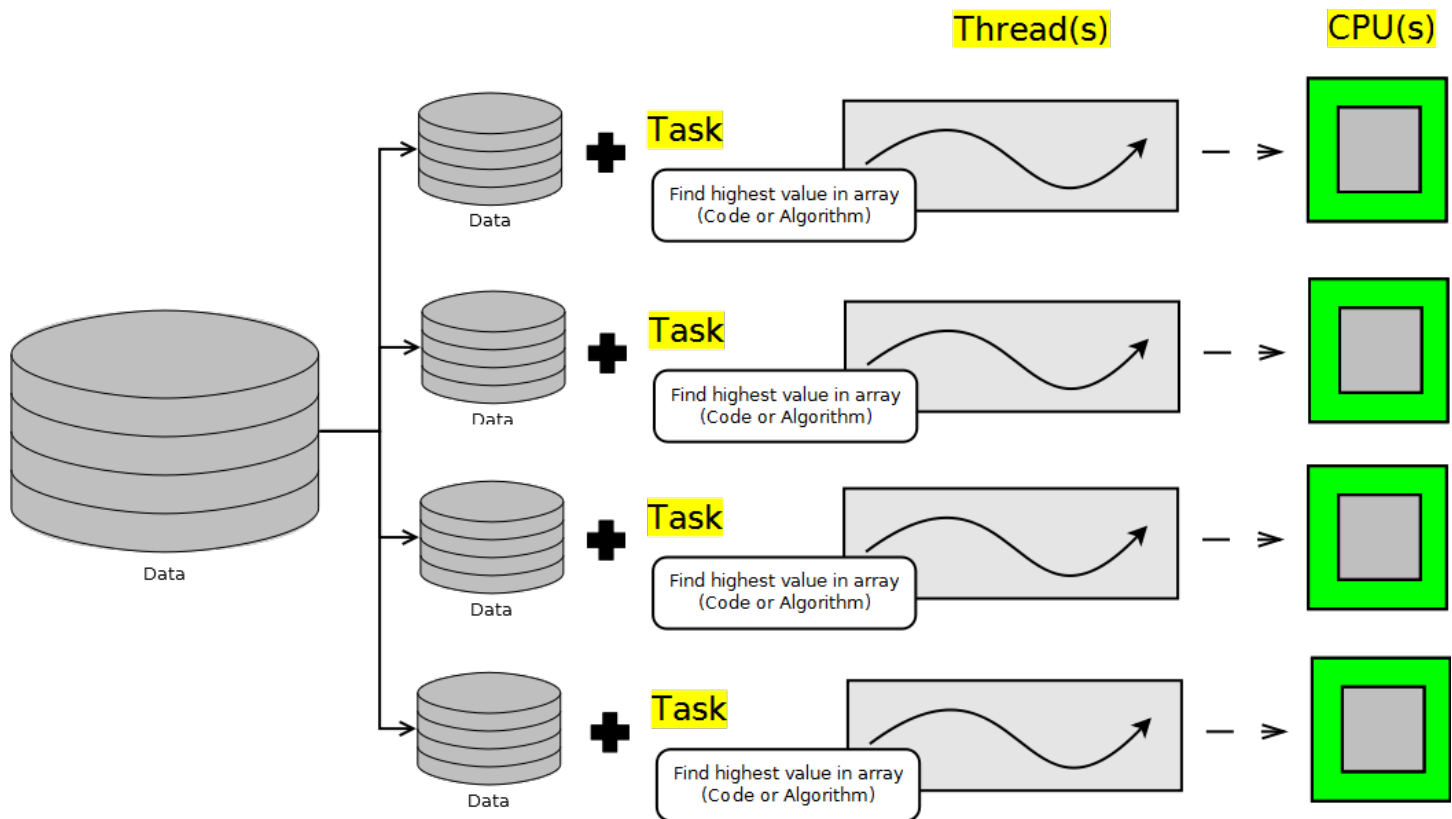 Thread(s)
CPU(s)
Task
Find highest value in array
(Code or Algorithm)
Data
Task
Find highest value in array
(Code or Algorithm)
Data
Task
Find highest value in array
(Code or Algorithm)
Data
Data
Task
Find highest value in array
(Code or Algorithm)
Data